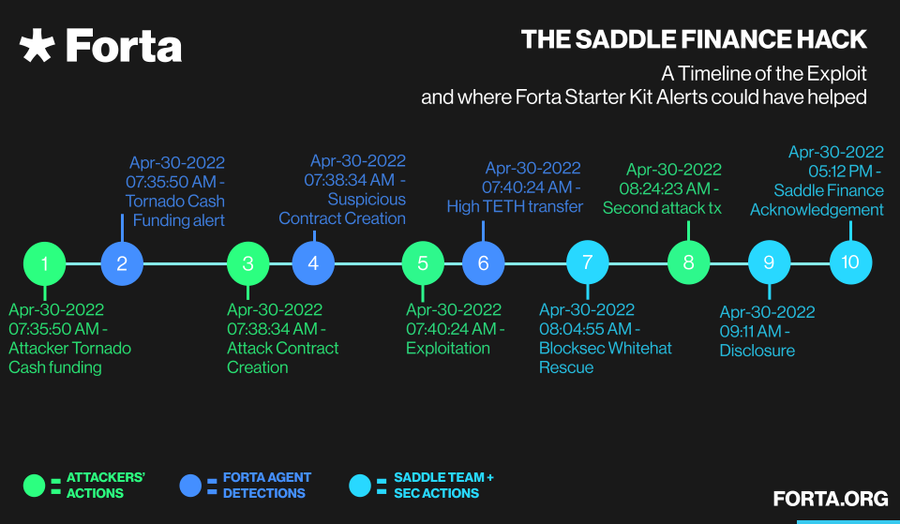 Forta
THE SADDLE FINANCE HACK
A Timeline of the Exploit
and where Forta Starter Kit Alerts could have helped
1
Apr-30-2022
07:35:50 AM -
Attacker Tornado
Cash funding
2
Apr-30-2022
07:35:50 AM -
Tornado Cash
Funding alert
3
Apr-30-2022
07:38:34 AM -
Attack Contract
Creation
4
Apr-30-2022
07:38:34 AM -
Suspicious
Contract Creation
5
Apr-30-2022
07:40:24 AM -
Exploitation
6
Apr-30-2022
07:40:24 AM -
High TETH transfer
7
Apr-30-2022
08:04:55 AM -
Blocksec Whitehat
Rescue
8
Apr-30-2022
08:24:23 AM -
Second attack tx
9
Apr-30-2022
09:11 AM -
Disclosure
10
Apr-30-2022
05:12 PM -
Saddle Finance
Acknowledgement
= ATTACKERS'
ACTIONS
= FORTA AGENT
DETECTIONS
= SADDLE TEAM +
SEC ACTIONS
FORTA.ORG